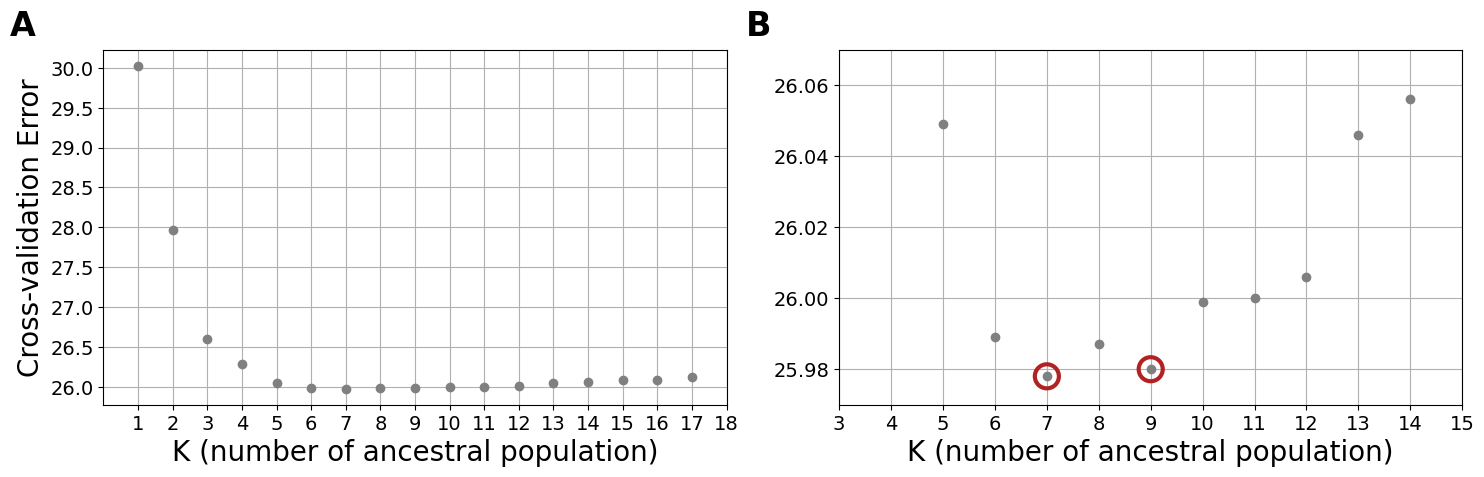 A
Cross-validation Error
30.0
29.5
29.0
28.5
28.0
27.5
27.0
26.5
26.0
1 2 3 4 5 6 7 8 9 10 11 12 13 14 15 16 17 18
K (number of ancestral population)
B
26.06
26.04
26.02
26.00
25.98
3 4 5 6 7 8 9 10 11 12 13 14 15
K (number of ancestral population)